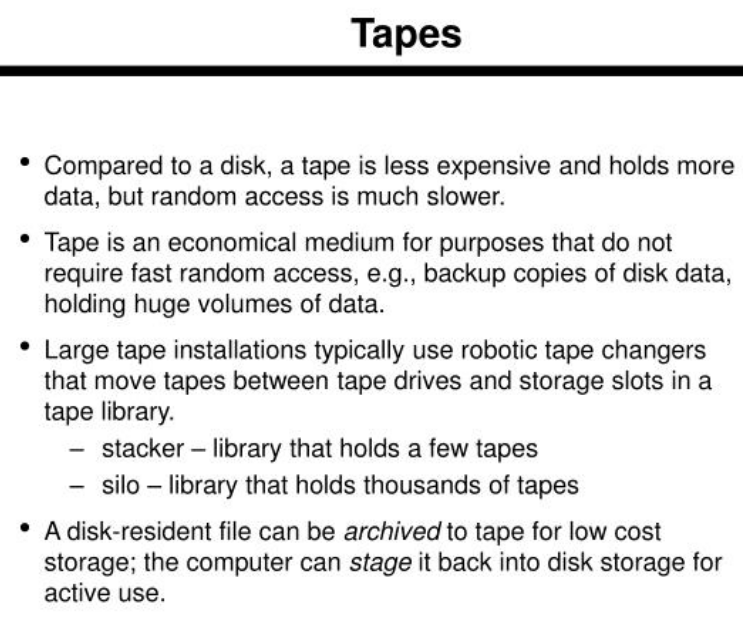 Tapes
• Compared to a disk, a tape is less expensive and holds more
data, but random access is much slower.
• Tape is an economical medium for purposes that do not
require fast random access, e.g., backup copies of disk data,
holding huge volumes of data.
• Large tape installations typically use robotic tape changers
that move tapes between tape drives and storage slots in a
tape library.
– stacker – library that holds a few tapes
– silo – library that holds thousands of tapes
• A disk-resident file can be archived to tape for low cost
storage; the computer can stage it back into disk storage for
active use.